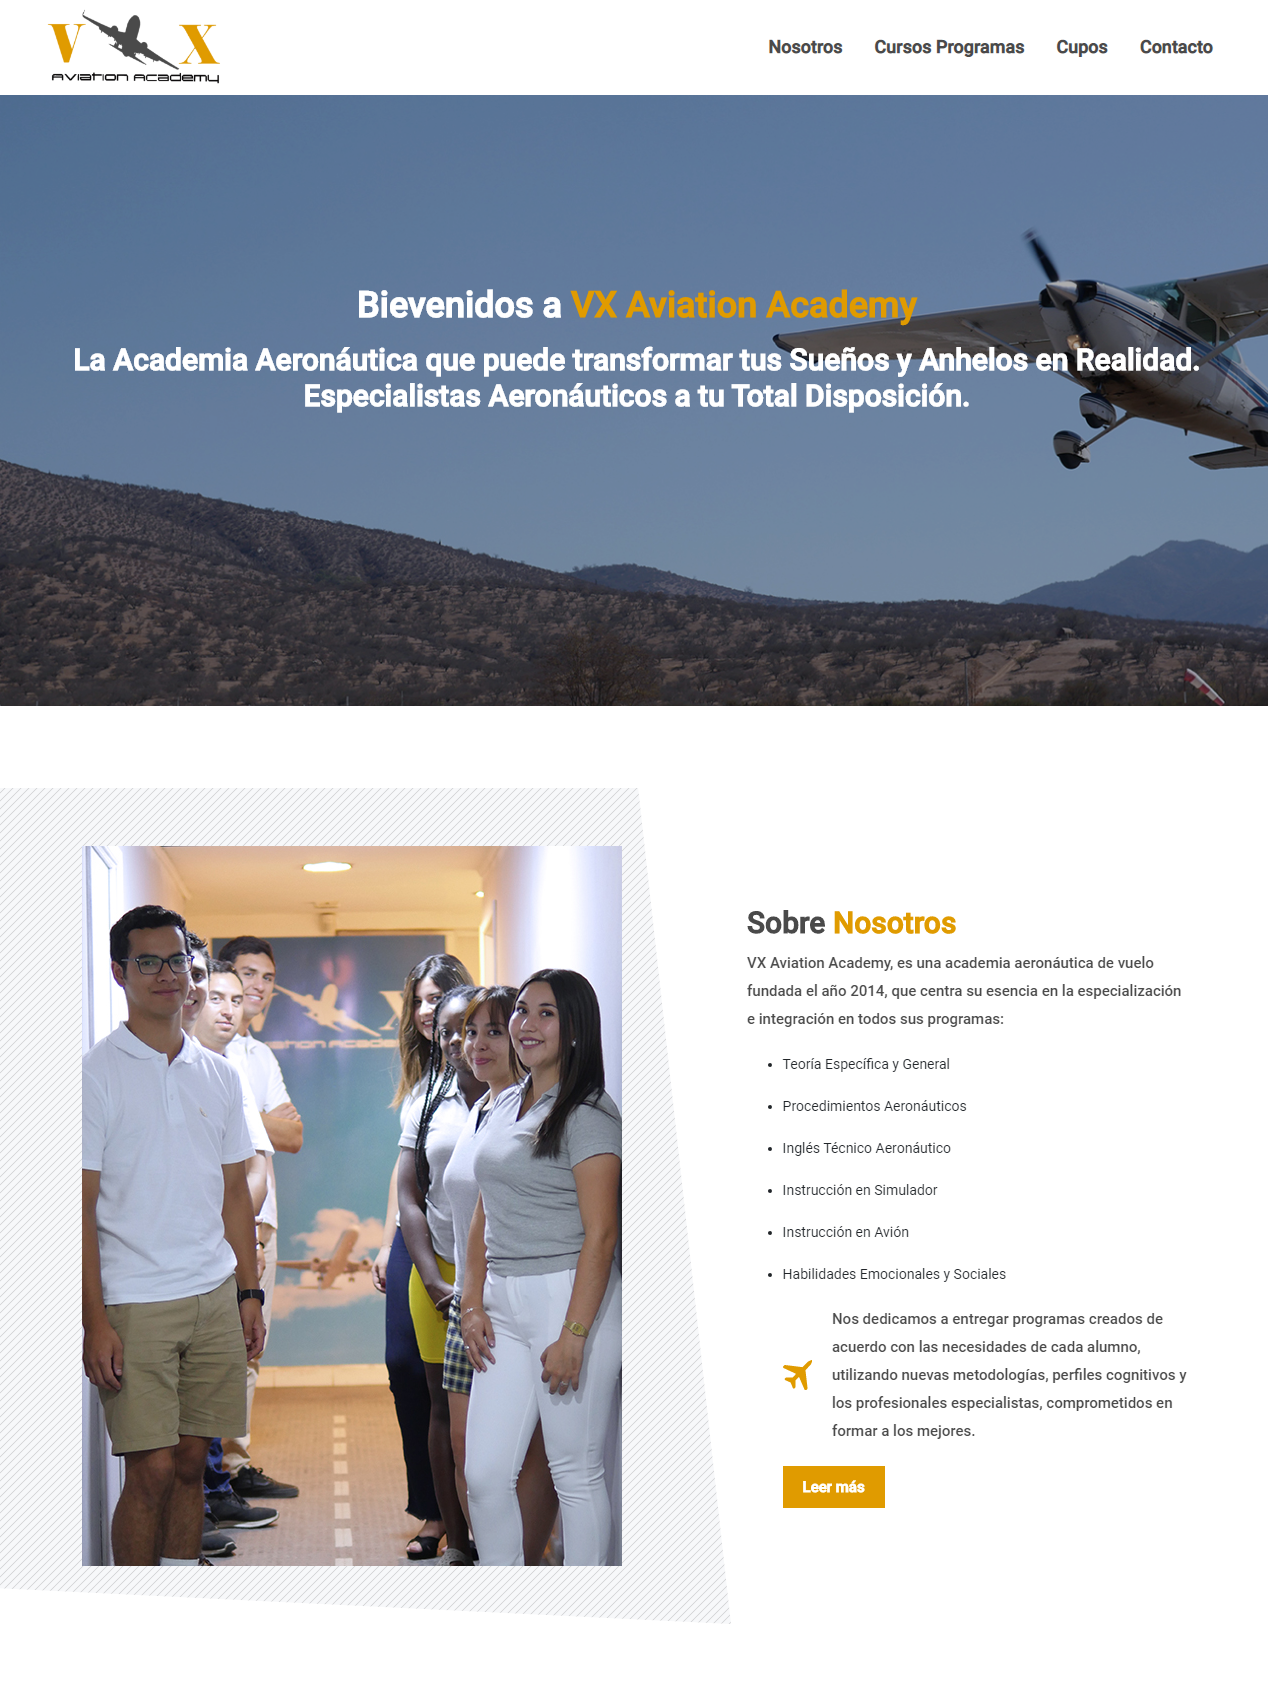 V X
Aviation Academy
Nosotros Cursos Programas Cupos Contacto
Bievenidos a VX Aviation Academy
La Academia Aeronáutica que puede transformar tus Sueños y Anhelos en Realidad.
Especialistas Aeronáuticos a tu Total Disposición.
Sobre Nosotros
VX Aviation Academy, es una academia aeronáutica de vuelo
fundada el año 2014, que centra su esencia en la especialización
e integración en todos sus programas:
Teoría Específica y General
Procedimientos Aeronáuticos
Inglés Técnico Aeronáutico
Instrucción en Simulador
Instrucción en Avión
Habilidades Emocionales y Sociales
Nos dedicamos a entregar programas creados de
acuerdo con las necesidades de cada alumno,
utilizando nuevas metodologías, perfiles cognitivos y
los profesionales especialistas, comprometidos en
formar a los mejores.
Leer más